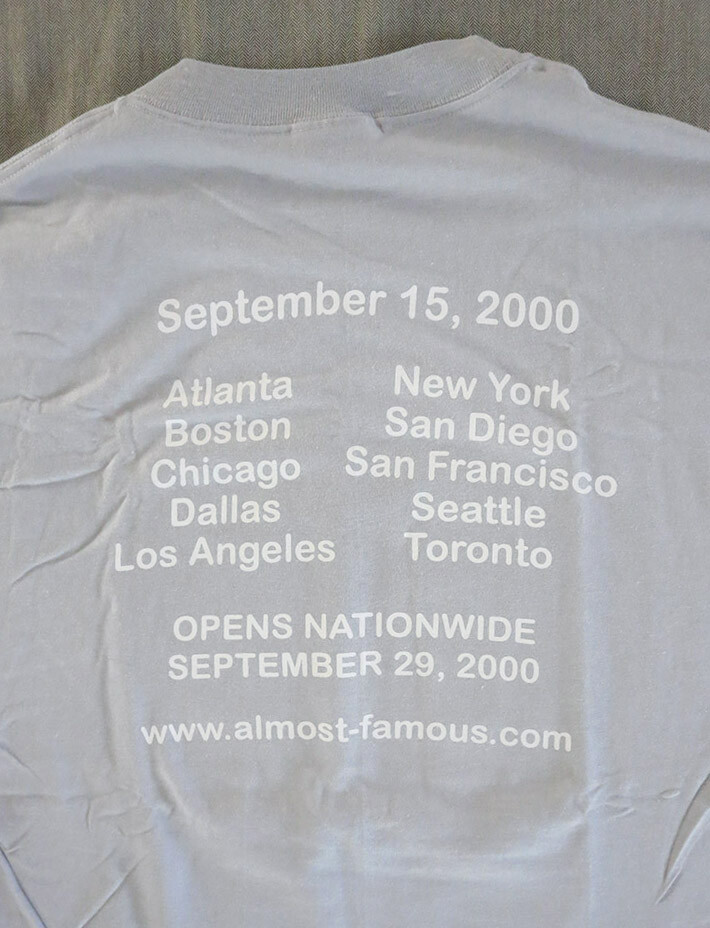 September 15, 2000
Atlanta
Boston
Chicago
Dallas
Los Angeles
New York
San Diego
San Francisco
Seattle
Toronto
OPENS NATIONWIDE
SEPTEMBER 29, 2000
www.almost-famous.com